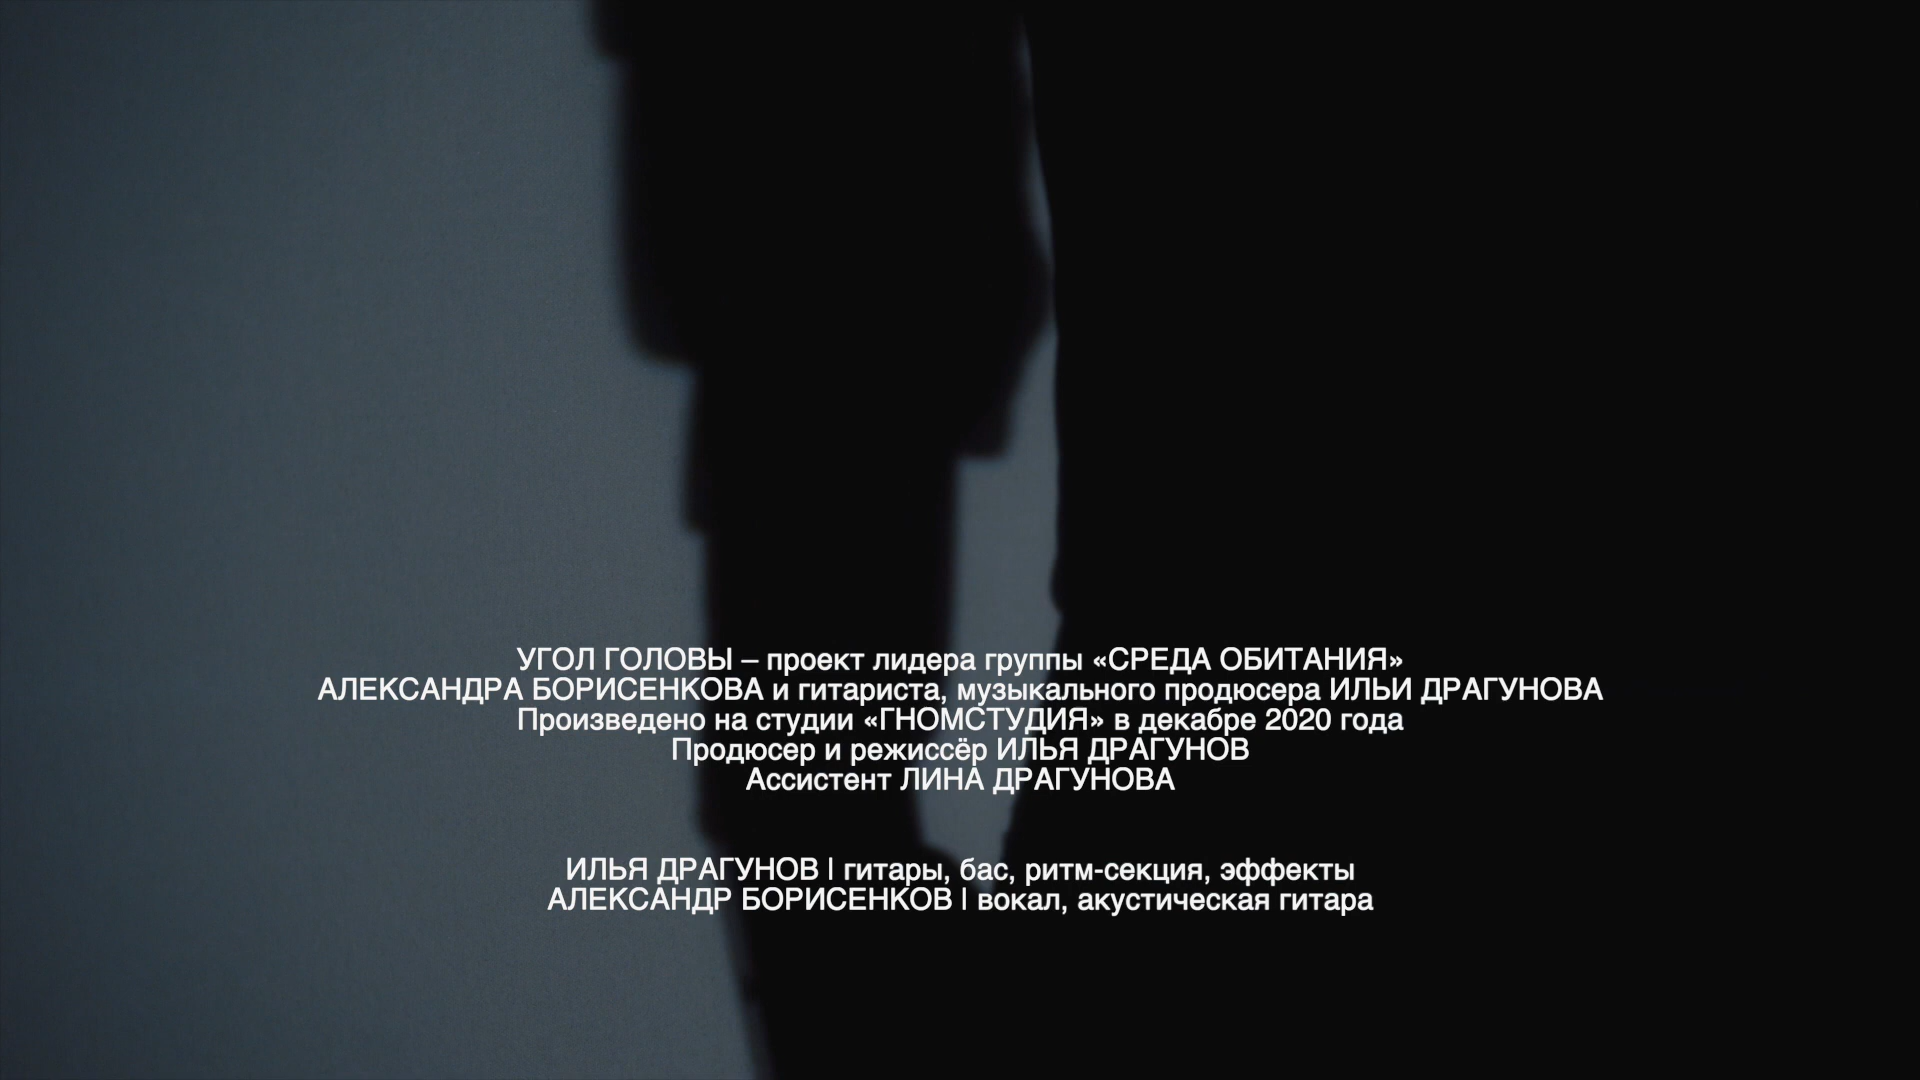 УГОЛ ГОЛОВЫ – проект лидера группы «СРЕДА ОБИТАНИЯ»
АЛЕКСАНДРА БОРИСЕНКОВА и гитариста, музыкального продюсера ИЛЬИ ДРАГУНОВА
Произведено на студии «ГНОМСТУДИЯ» в декабре 2020 года
Продюсер и режиссёр ИЛЬЯ ДРАГУНОВ
Ассистент ЛИНА ДРАГУНОВА
ИЛЬЯ ДРАГУНОВ | гитары, бас, ритм-секция, эффекты
АЛЕКСАНДР БОРИСЕНКОВ | вокал, акустическая гитара